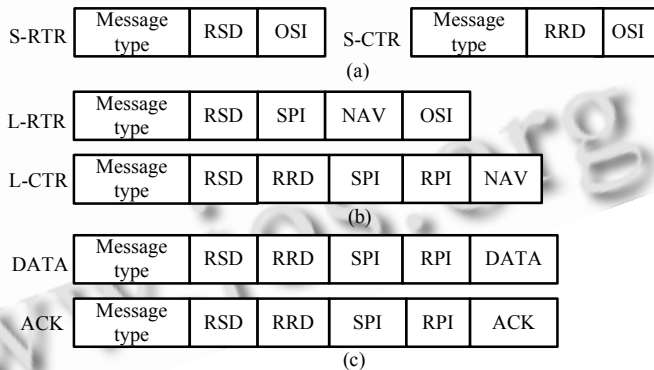 S-RTR Message type RSD OSI S-CTR Message type RRD OSI
(a)
L-RTR Message type RSD SPI NAV OSI
L-CTR Message type RSD RRD SPI RPI NAV
(b)
DATA Message type RSD RRD SPI RPI DATA
ACK Message type RSD RRD SPI RPI ACK
(c)